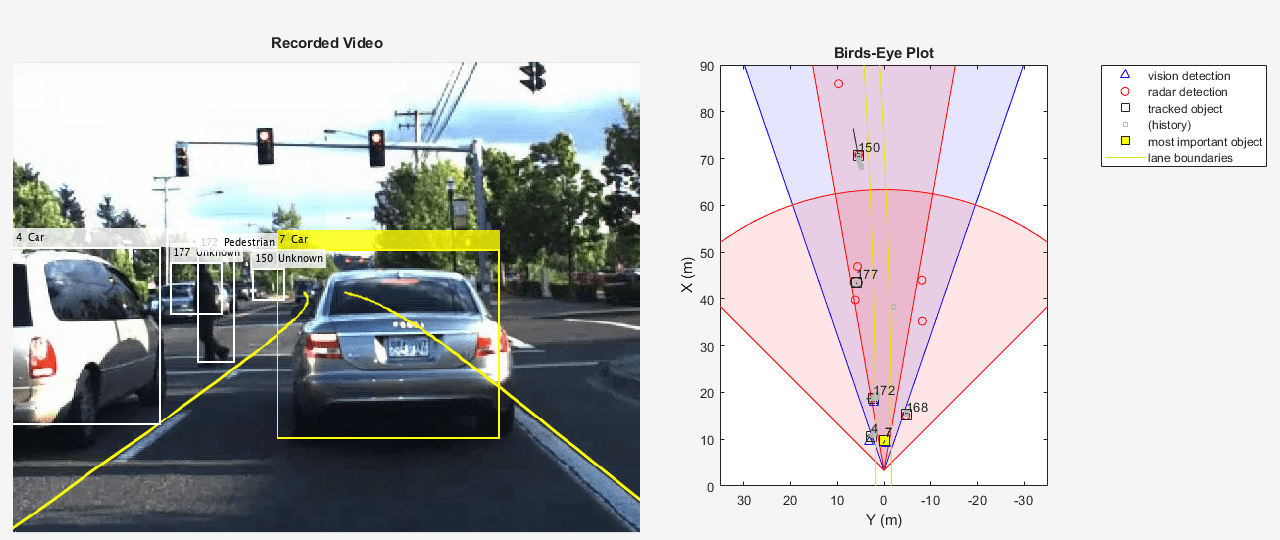 Recorded Video
4 Car
172 Pedestrian
7 Car
177 Unknown
150 Unknown
Birds-Eye Plot
90
80
70
60
50
40
30
20
10
0
X (m)
30
20
10
0
-10
-20
-30
Y (m)
150
177
172
168
4
7
vision detection
radar detection
tracked object
(history)
most important object
lane boundaries